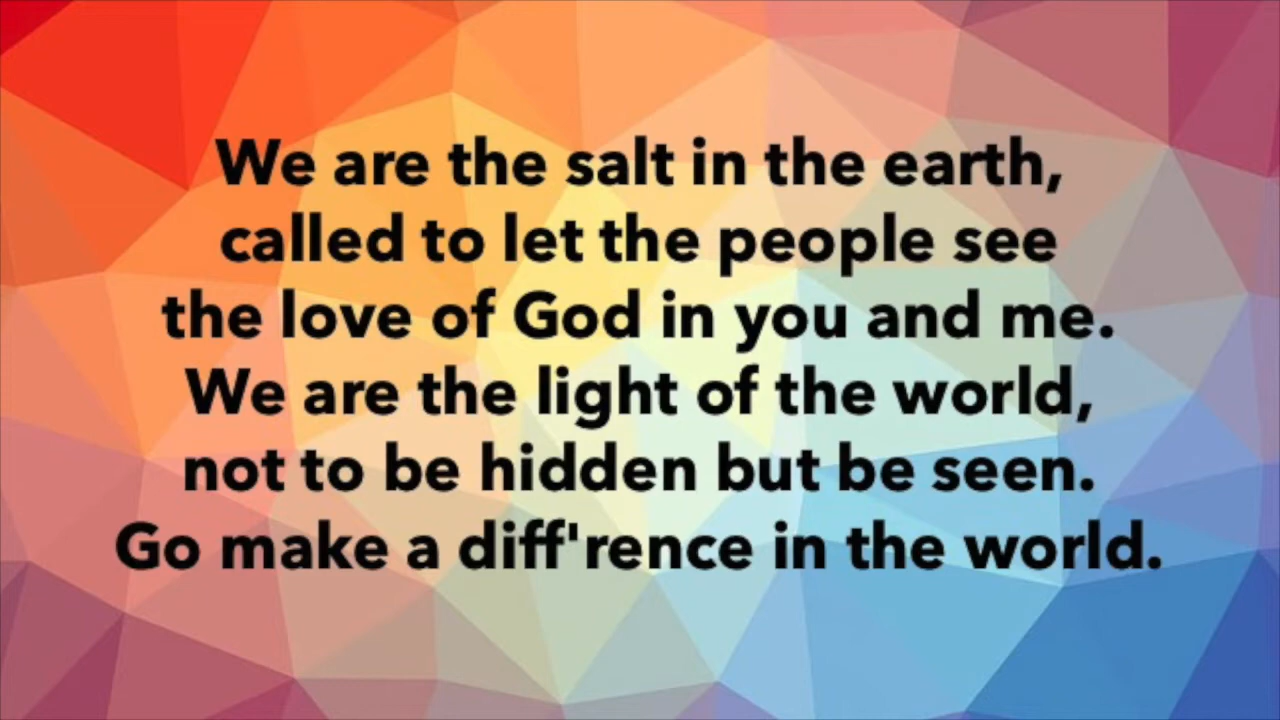 We are the salt in the earth,
called to let the people see
the love of God in you and me.
We are the light of the world,
not to be hidden but be seen.
Go make a diff'rence in the world.